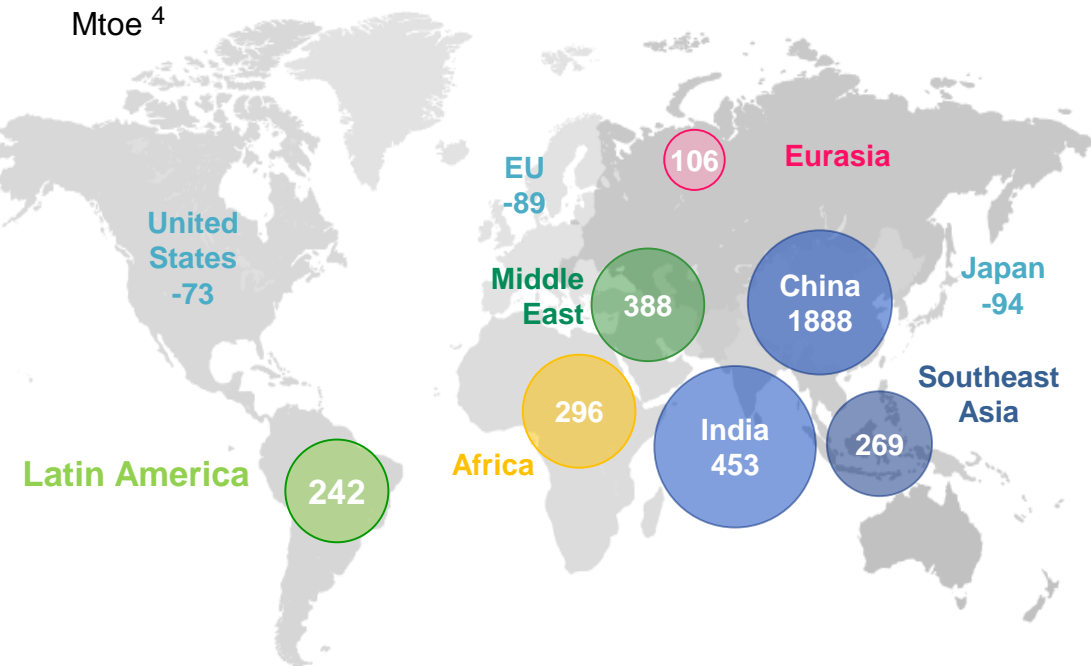 Mtoe 4
106
Eurasia
EU
-89
United
States
-73
Middle
East
388
China
1888
Japan
-94
Southeast
Asia
296
India
453
269
Africa
Latin America
242